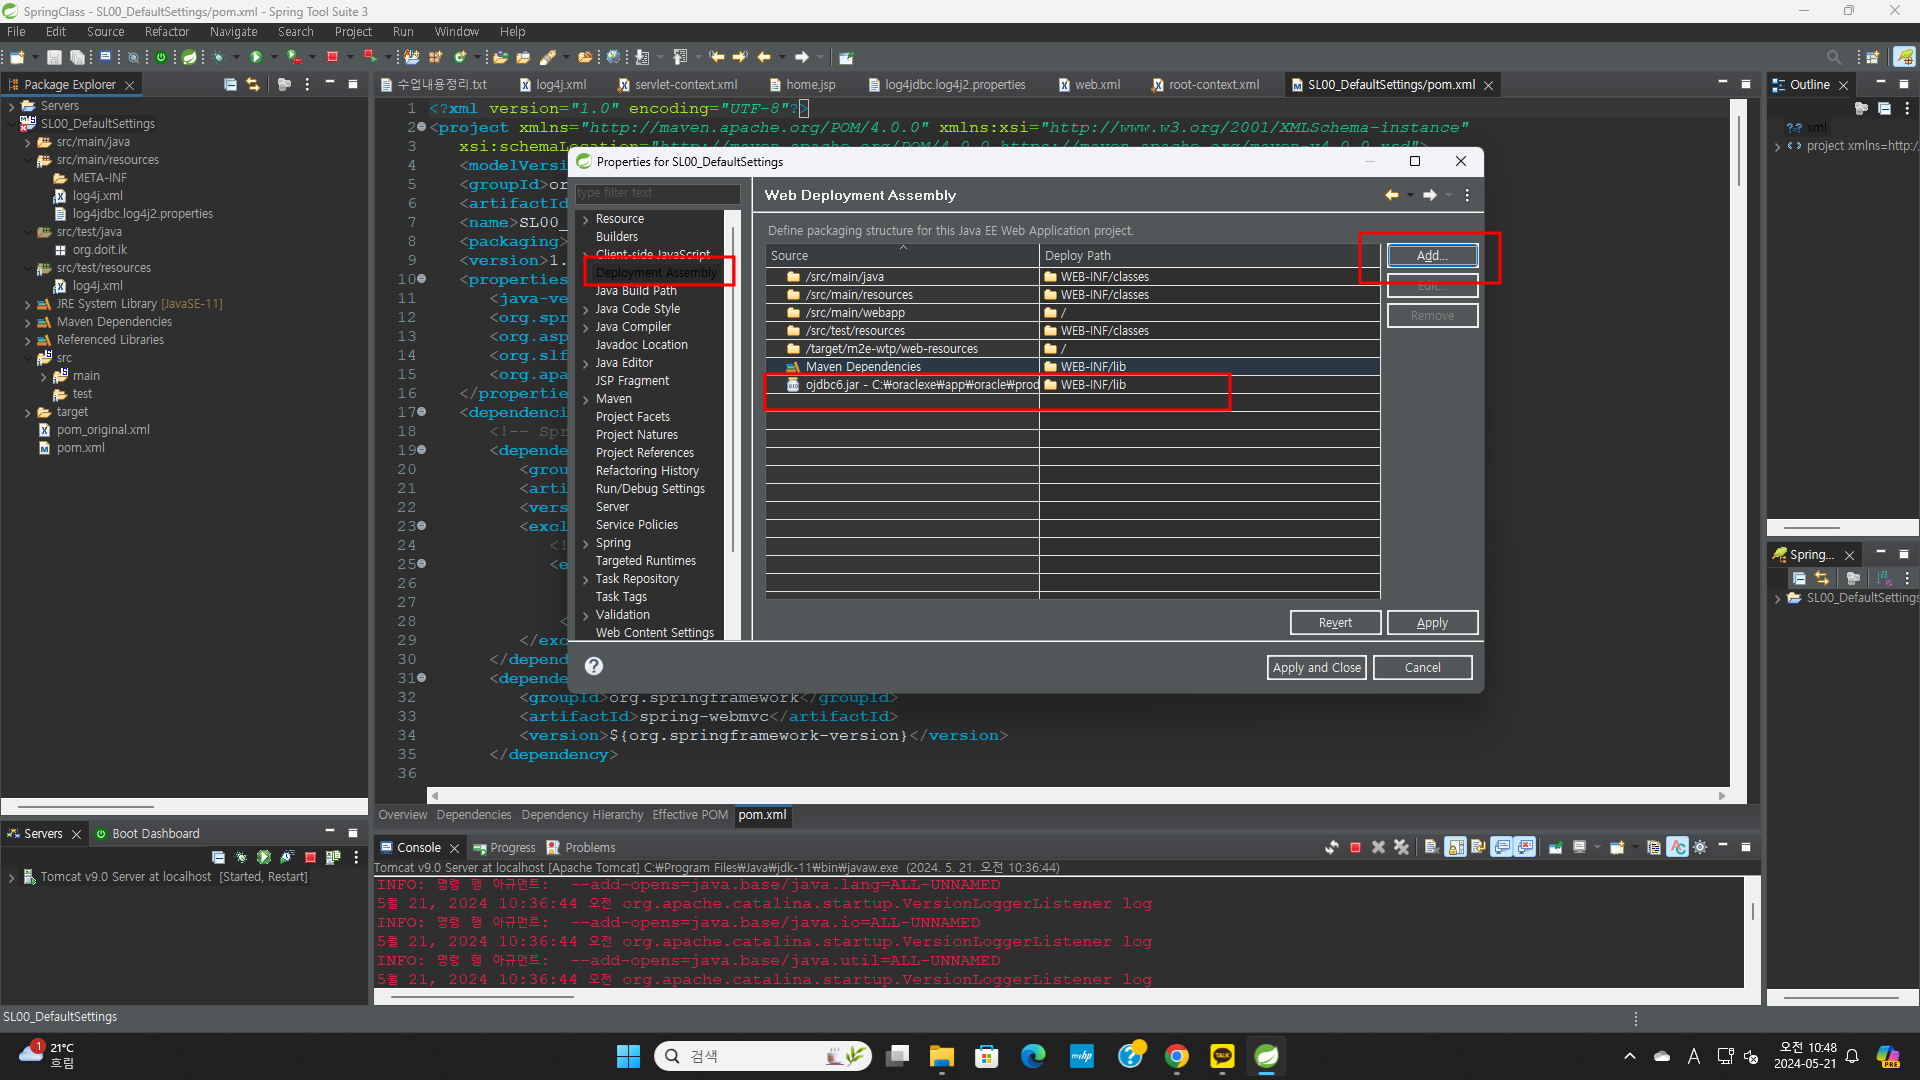 SpringClass - SL00_DefaultSettings/pom.xml - Spring Tool Suite 3
File Edit Source Refactor Navigate Search Project Run Window Help
Package Explorer
수업내용정리.txt log4j.xml servlet-context.xml home.jsp log4jdbc.log4j2.properties web.xml root-context.xml SL00_DefaultSettings/pom.xml
Outline
Servers
SL00_DefaultSettings
src/main/java
src/main/resources
META-INF
log4j.xml
log4jdbc.log4j2.properties
src/test/java
org.doit.ik
src/test/resources
log4j.xml
JRE System Library [JavaSE-11]
Maven Dependencies
Referenced Libraries
src
main
test
target
pom_original.xml
pom.xml
1 <?xml version="1.0" encoding="UTF-8"?>
2 <project xmlns="http://maven.apache.org/POM/4.0.0" xmlns:xsi="http://www.w3.org/2001/XMLSchema-instance"
3 xsi:schemaLocation="http://maven.apache.org/POM/4.0.0 https://maven.apache.org/maven-v4_0_0.xsd">
4 <modelVersi
5 <groupId>or
6 <artifactId
7 <name>SL00_
8 <packaging>
9 <version>1.
10 <properties
11 <java-ve
12 <org.spr
13 <org.asp
14 <org.slf
15 <org.apa
16 </propertie
17 <dependenci
18 <!-- Spr
19 <depende
20 <grou
21 <arti
22 <vers
23 <excl
24 <!
25 <e
26
27
28 <
29 </exc
30 </depend
31 <depende
32 <groupId>org.springframework</groupId>
33 <artifactId>spring-webmvc</artifactId>
34 <version>${org.springframework-version}</version>
35 </dependency>
36
Overview Dependencies Dependency Hierarchy Effective POM pom.xml
Properties for SL00_DefaultSettings
type filter text
Resource
Builders
Client-side JavaScript
Deployment Assembly
Java Build Path
Java Code Style
Java Compiler
Javadoc Location
Java Editor
JSP Fragment
Maven
Project Facets
Project Natures
Project References
Refactoring History
Run/Debug Settings
Server
Service Policies
Spring
Targeted Runtimes
Task Repository
Task Tags
Validation
Web Content Settings
Web Deployment Assembly
Define packaging structure for this Java EE Web Application project.
Source Deploy Path
/src/main/java WEB-INF/classes
/src/main/resources WEB-INF/classes
/src/main/webapp /
/src/test/resources WEB-INF/classes
/target/m2e-wtp/web-resources /
Maven Dependencies WEB-INF/lib
ojdbc6.jar - C:₩oraclexe₩app₩oracle₩prod WEB-INF/lib
Add...
Edit...
Remove
Revert Apply
Apply and Close Cancel
xml
project xmlns=http:/
Spring...
SL00_DefaultSettings
Servers Boot Dashboard
Tomcat v9.0 Server at localhost [Started, Restart]
Console Progress Problems
Tomcat v9.0 Server at localhost [Apache Tomcat] C:₩Program Files₩Java₩jdk-11₩bin₩javaw.exe (2024. 5. 21. 오전 10:36:44)
INFO: 명령 행 아규먼트: --add-opens=java.base/java.lang=ALL-UNNAMED
5월 21, 2024 10:36:44 오전 org.apache.catalina.startup.VersionLoggerListener log
INFO: 명령 행 아규먼트: --add-opens=java.base/java.io=ALL-UNNAMED
5월 21, 2024 10:36:44 오전 org.apache.catalina.startup.VersionLoggerListener log
INFO: 명령 행 아규먼트: --add-opens=java.base/java.util=ALL-UNNAMED
5월 21, 2024 10:36:44 오전 org.apache.catalina.startup.VersionLoggerListener log
SL00_DefaultSettings
1
21°C
흐림
검색
myhp
TALK
A
오전 10:48
2024-05-21
PRE